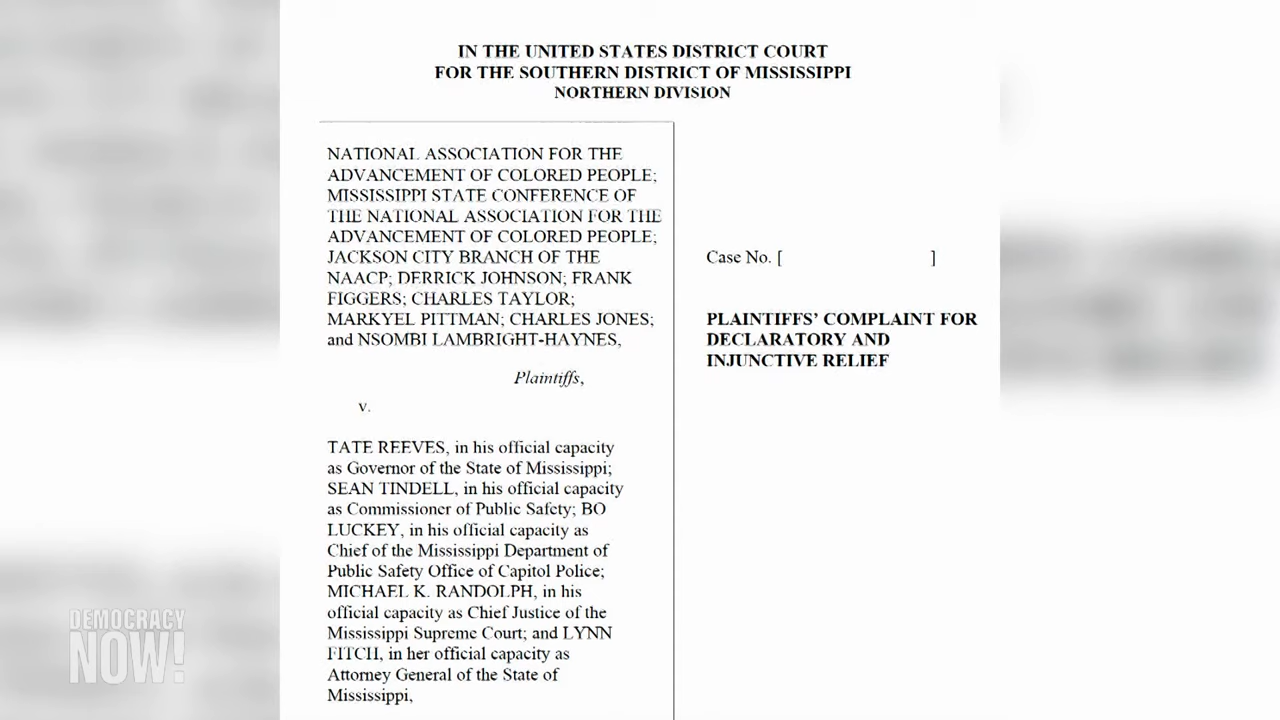 IN THE UNITED STATES DISTRICT COURT
FOR THE SOUTHERN DISTRICT OF MISSISSIPPI
NORTHERN DIVISION
NATIONAL ASSOCIATION FOR THE
ADVANCEMENT OF COLORED PEOPLE;
MISSISSIPPI STATE CONFERENCE OF
THE NATIONAL ASSOCIATION FOR THE
ADVANCEMENT OF COLORED PEOPLE;
JACKSON CITY BRANCH OF THE
NAACP; DERRICK JOHNSON; FRANK
FIGGERS; CHARLES TAYLOR;
MARKYEL PITTMAN; CHARLES JONES;
and NSOMBI LAMBRIGHT-HAYNES,
Plaintiffs,
v.
TATE REEVES, in his official capacity
as Governor of the State of Mississippi;
SEAN TINDELL, in his official capacity
as Commissioner of Public Safety; BO
LUCKEY, in his official capacity as
Chief of the Mississippi Department of
Public Safety Office of Capitol Police;
MICHAEL K. RANDOLPH, in his
official capacity as Chief Justice of the
Mississippi Supreme Court; and LYNN
FITCH, in her official capacity as
Attorney General of the State of
Mississippi,
Case No. [ ]
PLAINTIFFS' COMPLAINT FOR
DECLARATORY AND
INJUNCTIVE RELIEF
DEMOCRACY
NOW!